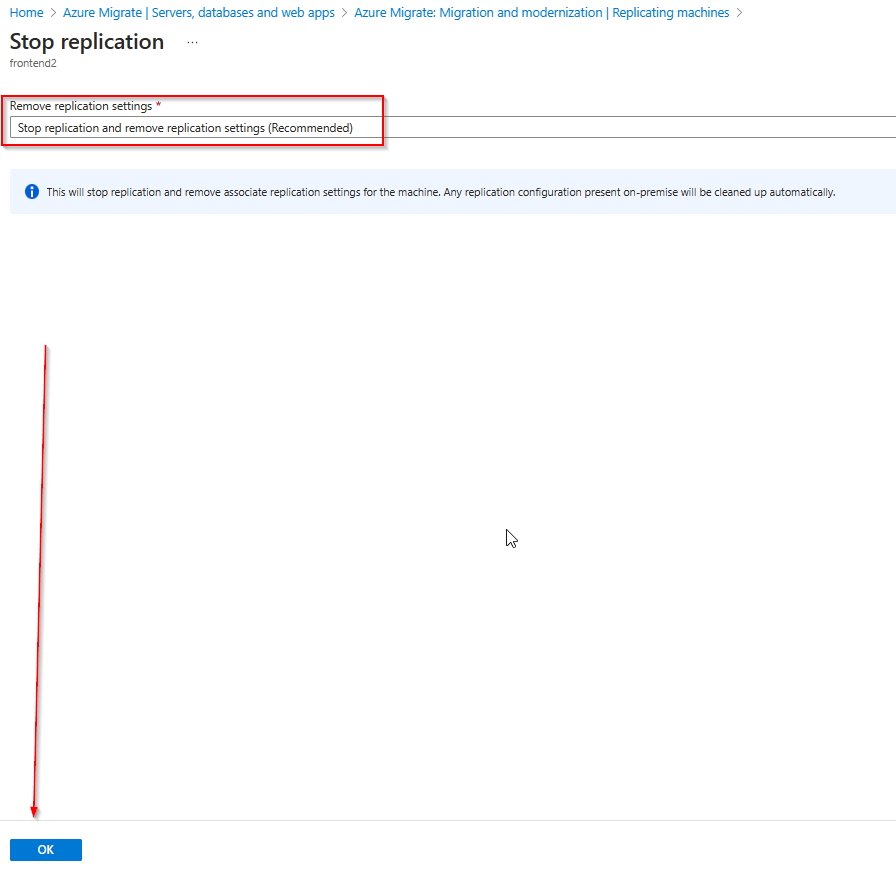 Home > Azure Migrate | Servers, databases and web apps > Azure Migrate: Migration and modernization | Replicating machines >
Stop replication ...
frontend2
Remove replication settings *
Stop replication and remove replication settings (Recommended)
This will stop replication and remove associate replication settings for the machine. Any replication configuration present on-premise will be cleaned up automatically.
OK